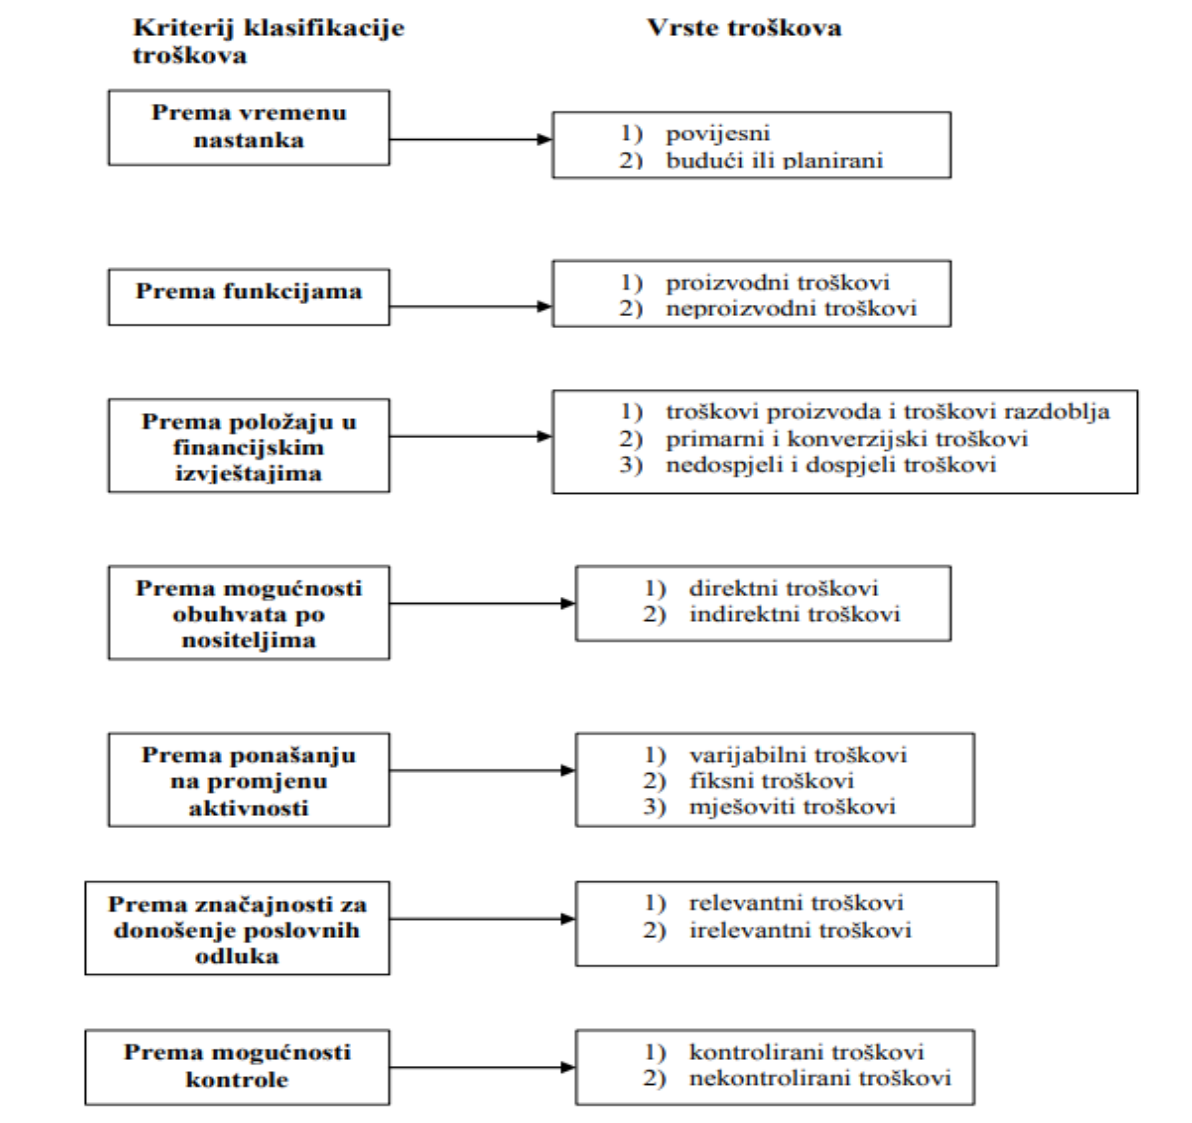 Kriterij klasifikacije
troškova
Vrste troškova
Prema vremenu
nastanka
1) povijesni
2) budući ili planirani
Prema funkcijama
1) proizvodni troškovi
2) neproizvodni troškovi
Prema položaju u
financijskim
izvještajima
1) troškovi proizvoda i troškovi razdoblja
2) primarni i konverzijski troškovi
3) nedospjeli i dospjeli troškovi
Prema mogućnosti
obuhvata po
nositeljima
1) direktni troškovi
2) indirektni troškovi
Prema ponašanju
na promjenu
aktivnosti
1) varijabilni troškovi
2) fiksni troškovi
3) mješoviti troškovi
Prema značajnosti za
donošenje poslovnih
odluka
1) relevantni troškovi
2) irelevantni troškovi
Prema mogućnosti
kontrole
1) kontrolirani troškovi
2) nekontrolirani troškovi